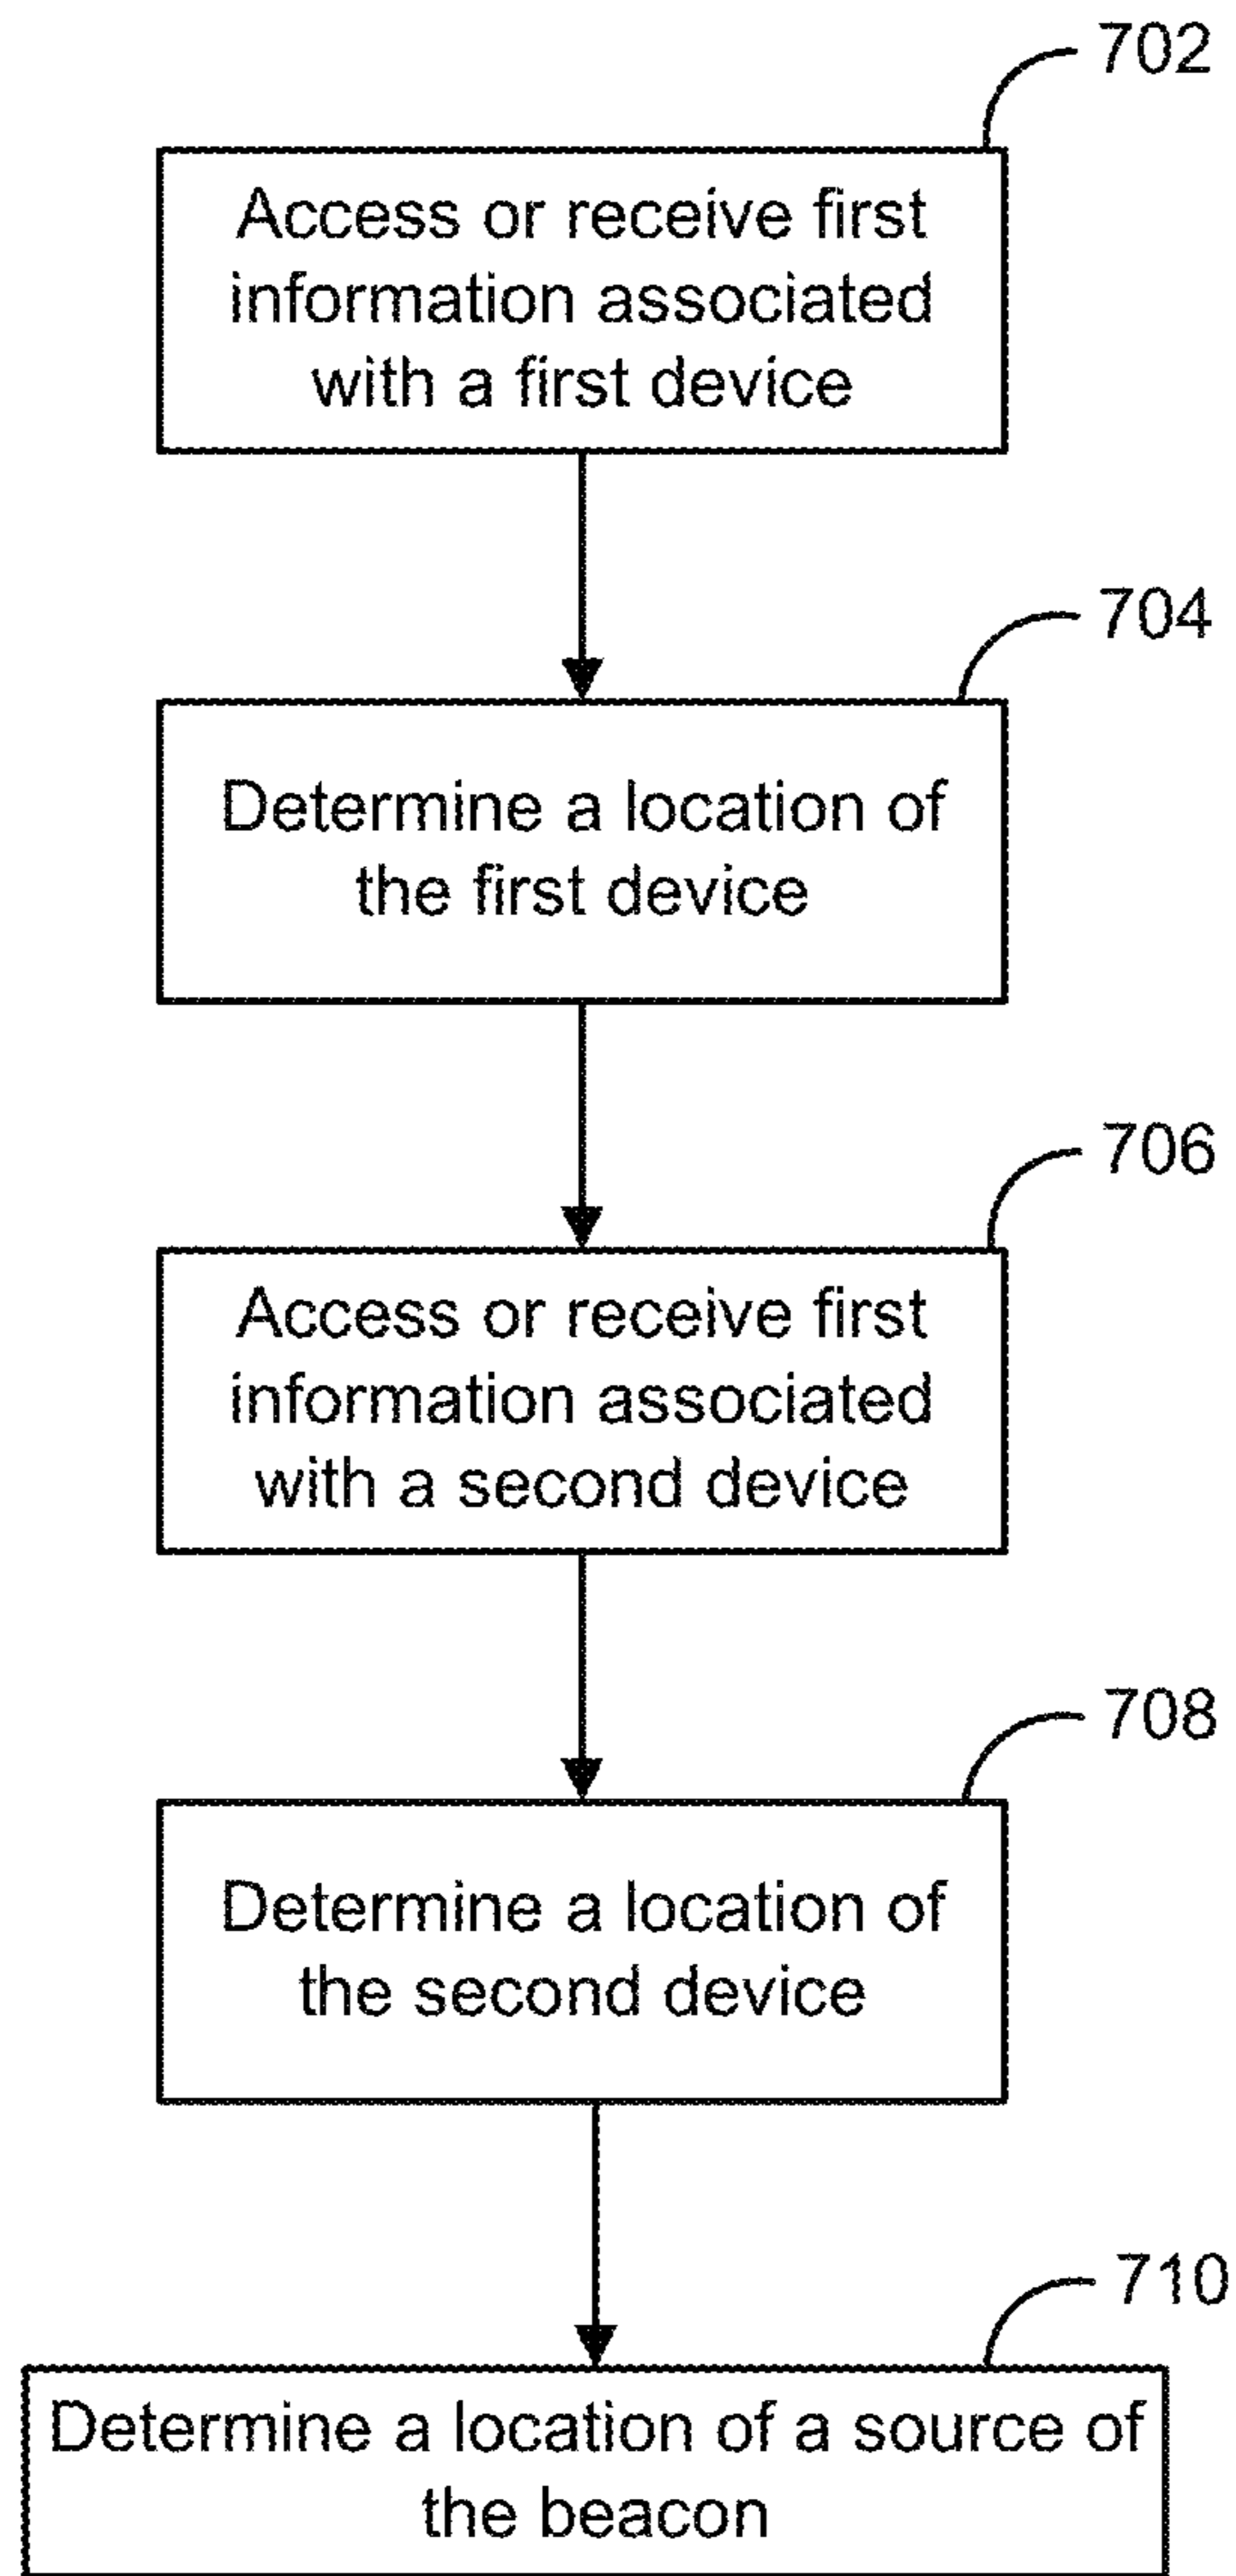 702
Access or receive first
information associated
with a first device
704
Determine a location of
the first device
706
Access or receive first
information associated
with a second device
708
Determine a location of
the second device
710
Determine a location of a source of
the beacon